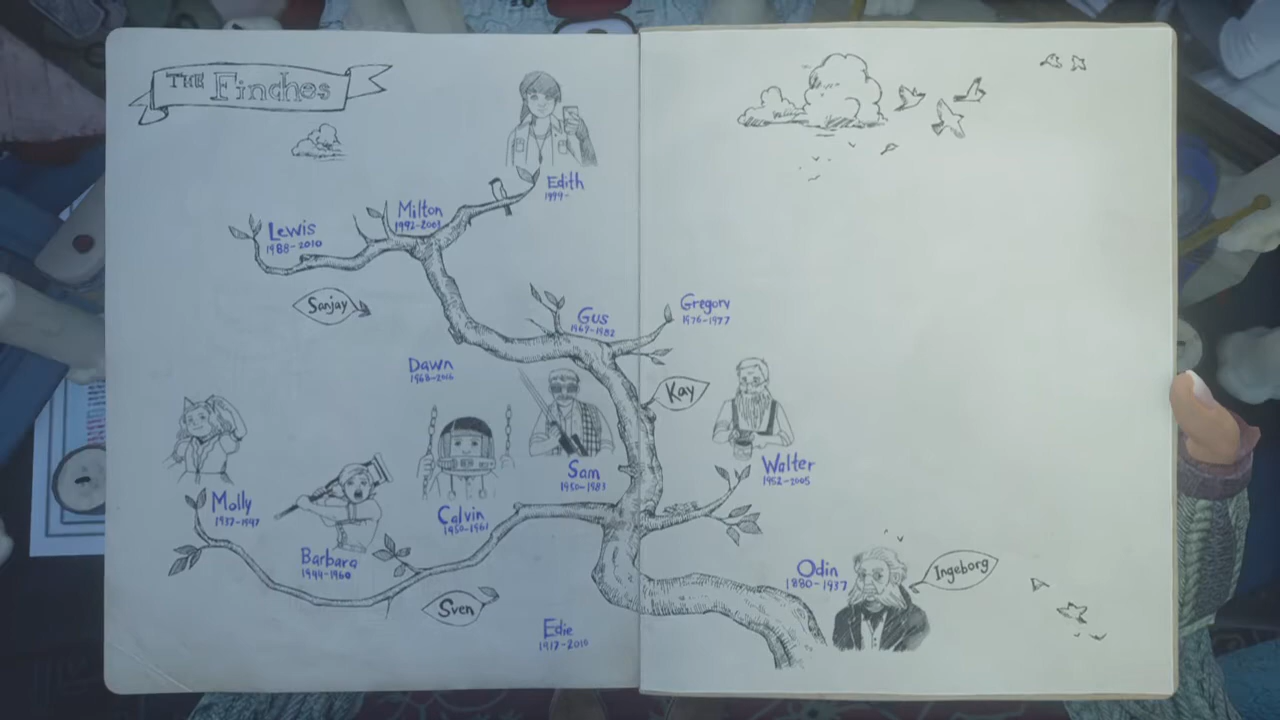 THE Finches
Edith
1999-
Milton
1992-2003
Lewis
1988-2010
Sanjay
Gus
1969-1982
Gregory
1976-1977
Dawn
1968-2016
Kay
Sam
1950-1983
Walter
1952-2005
Molly
1937-1947
Calvin
1950-1961
Barbara
1944-1960
Sven
Odin
1880-1937
Ingeborg
Edie
1917-2010